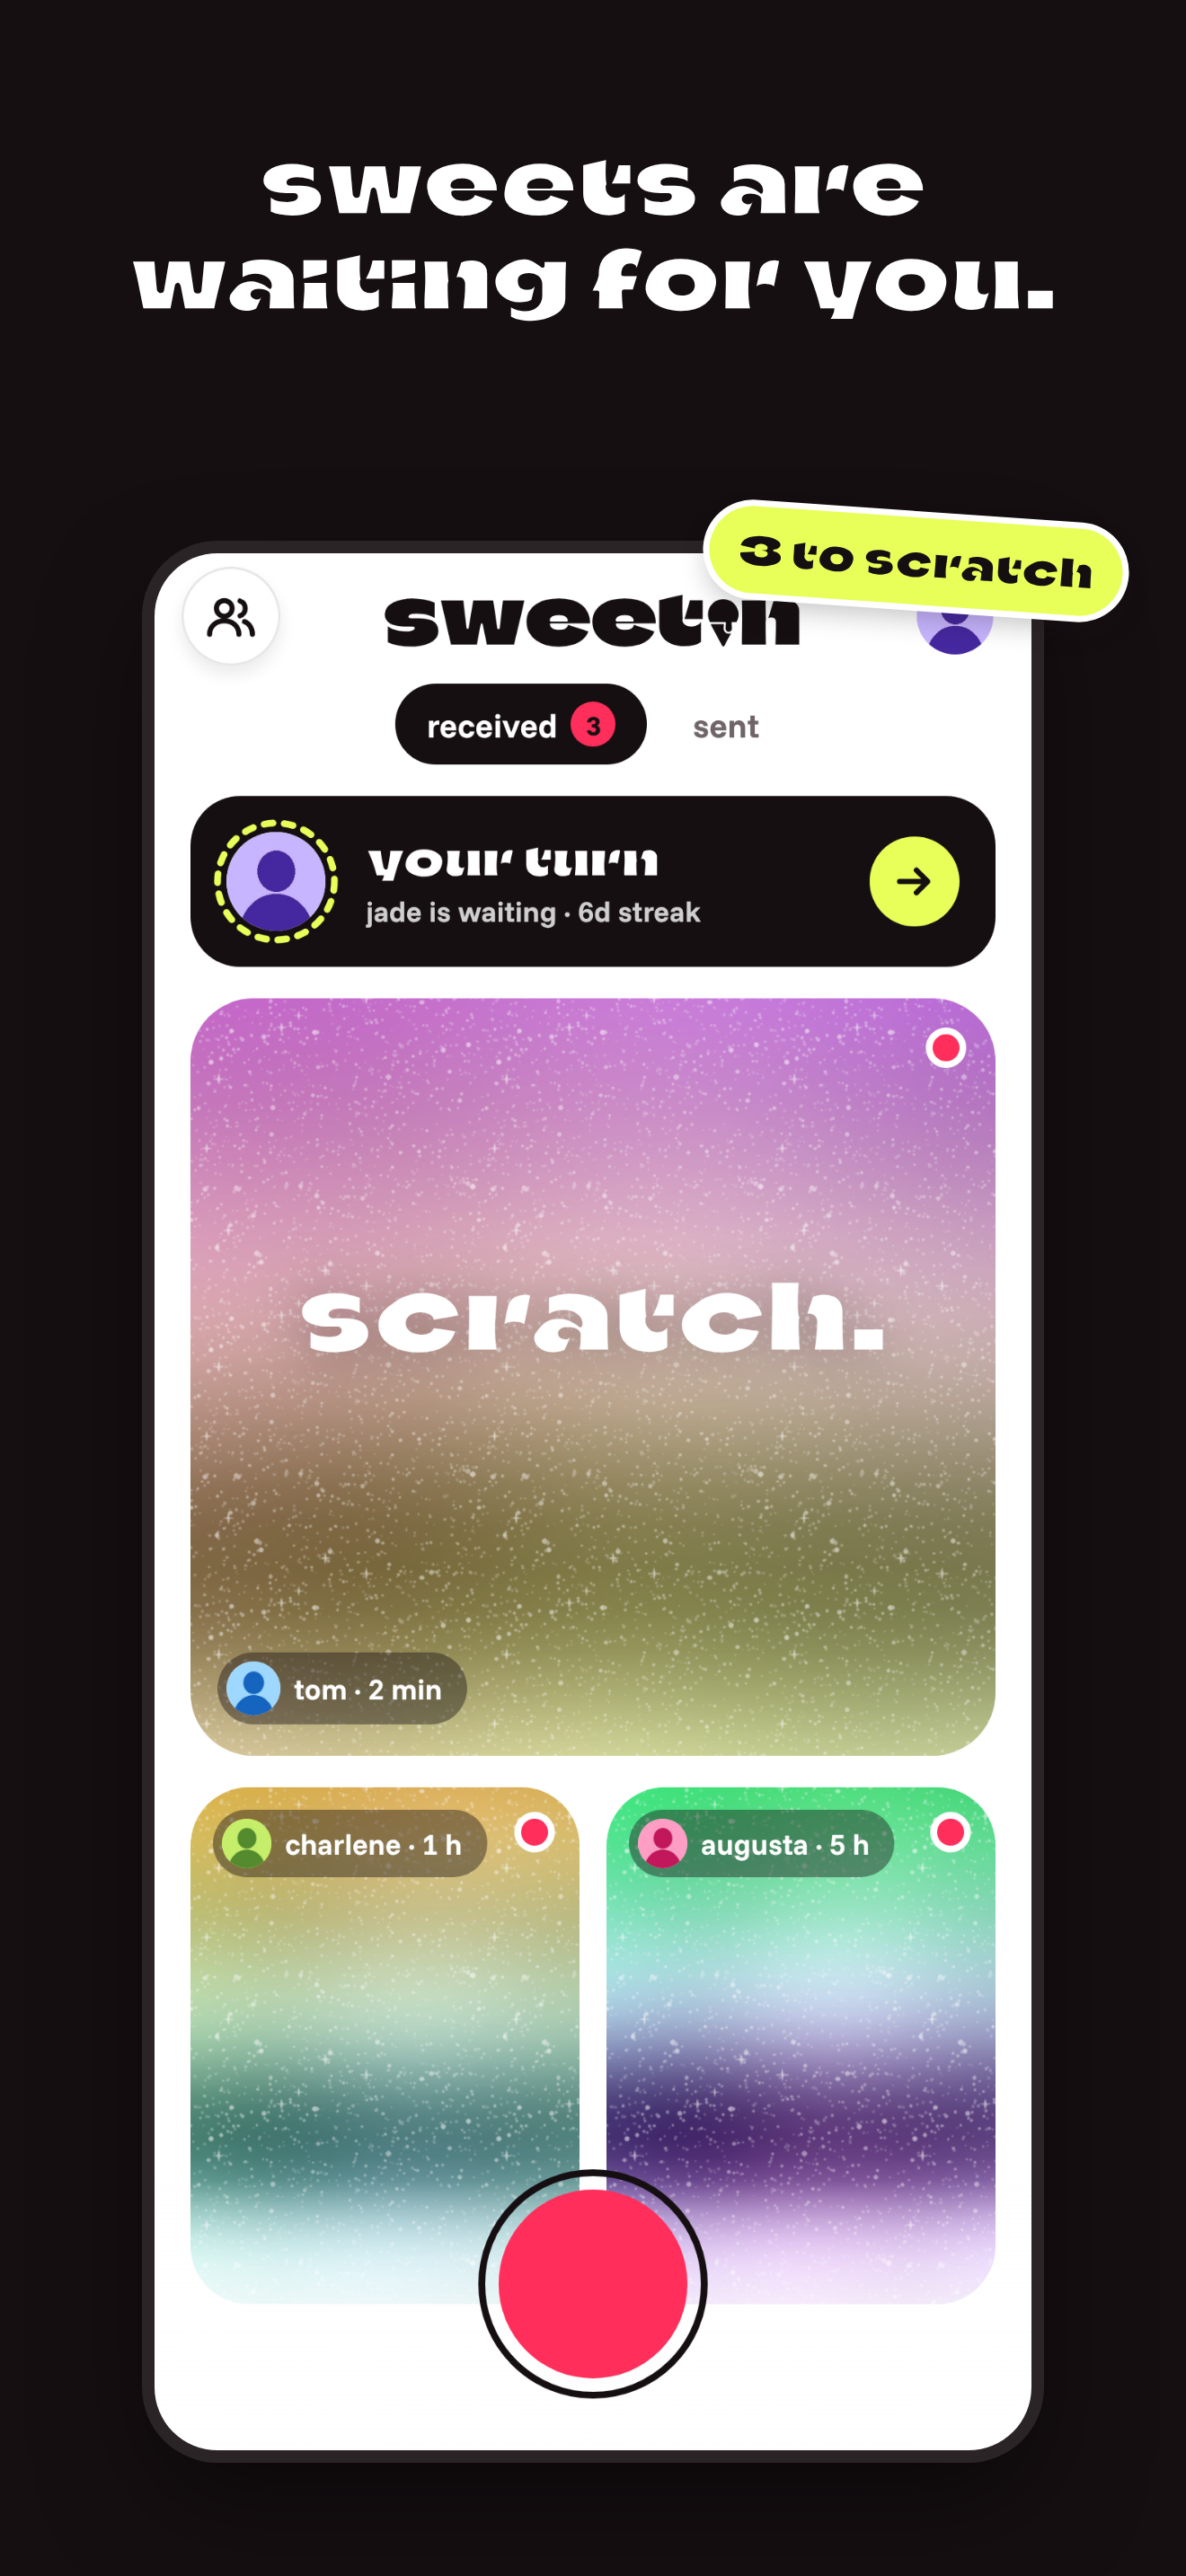 sweets are
waiting for you.
3 to scratch
sweetin
received 3
sent
your turn
jade is waiting · 6d streak
scratch.
tom · 2 min
charlene · 1 h
augusta · 5 h